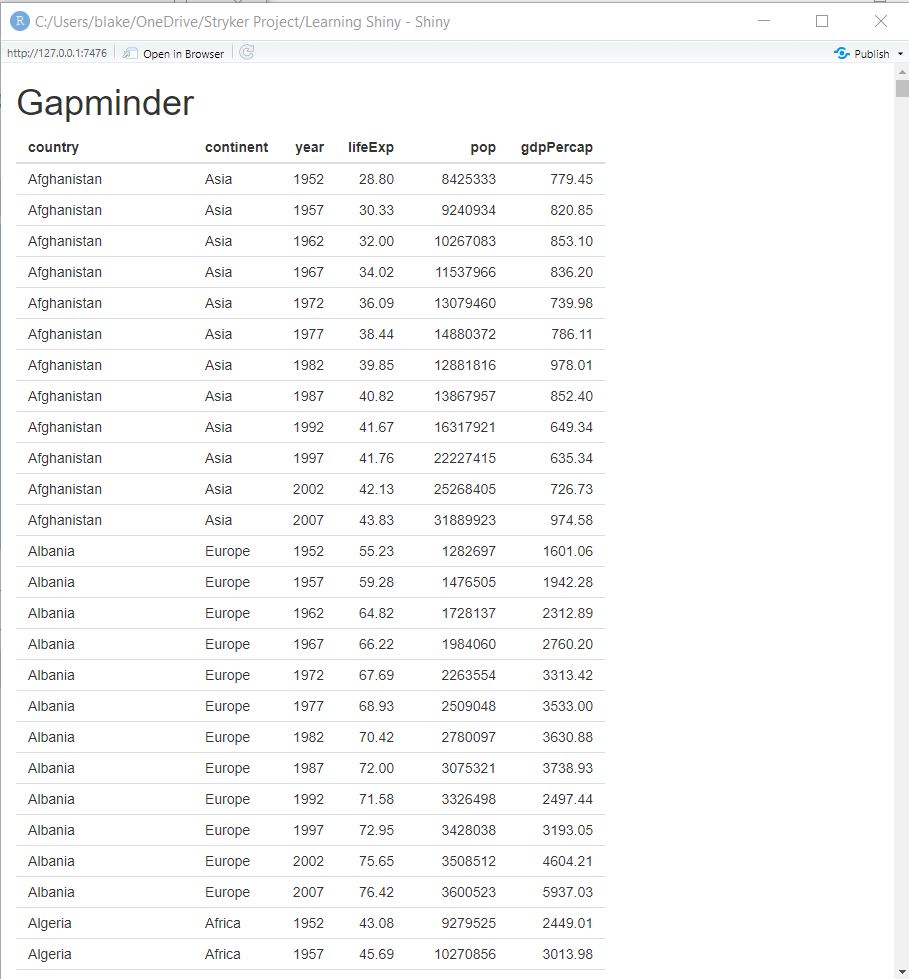 R C:/Users/blake/OneDrive/Stryker Project/Learning Shiny - Shiny
http://127.0.0.1:7476 Open in Browser Publish
Gapminder
country continent year lifeExp pop gdpPercap
Afghanistan Asia 1952 28.80 8425333 779.45
Afghanistan Asia 1957 30.33 9240934 820.85
Afghanistan Asia 1962 32.00 10267083 853.10
Afghanistan Asia 1967 34.02 11537966 836.20
Afghanistan Asia 1972 36.09 13079460 739.98
Afghanistan Asia 1977 38.44 14880372 786.11
Afghanistan Asia 1982 39.85 12881816 978.01
Afghanistan Asia 1987 40.82 13867957 852.40
Afghanistan Asia 1992 41.67 16317921 649.34
Afghanistan Asia 1997 41.76 22227415 635.34
Afghanistan Asia 2002 42.13 25268405 726.73
Afghanistan Asia 2007 43.83 31889923 974.58
Albania Europe 1952 55.23 1282697 1601.06
Albania Europe 1957 59.28 1476505 1942.28
Albania Europe 1962 64.82 1728137 2312.89
Albania Europe 1967 66.22 1984060 2760.20
Albania Europe 1972 67.69 2263554 3313.42
Albania Europe 1977 68.93 2509048 3533.00
Albania Europe 1982 70.42 2780097 3630.88
Albania Europe 1987 72.00 3075321 3738.93
Albania Europe 1992 71.58 3326498 2497.44
Albania Europe 1997 72.95 3428038 3193.05
Albania Europe 2002 75.65 3508512 4604.21
Albania Europe 2007 76.42 3600523 5937.03
Algeria Africa 1952 43.08 9279525 2449.01
Algeria Africa 1957 45.69 10270856 3013.98